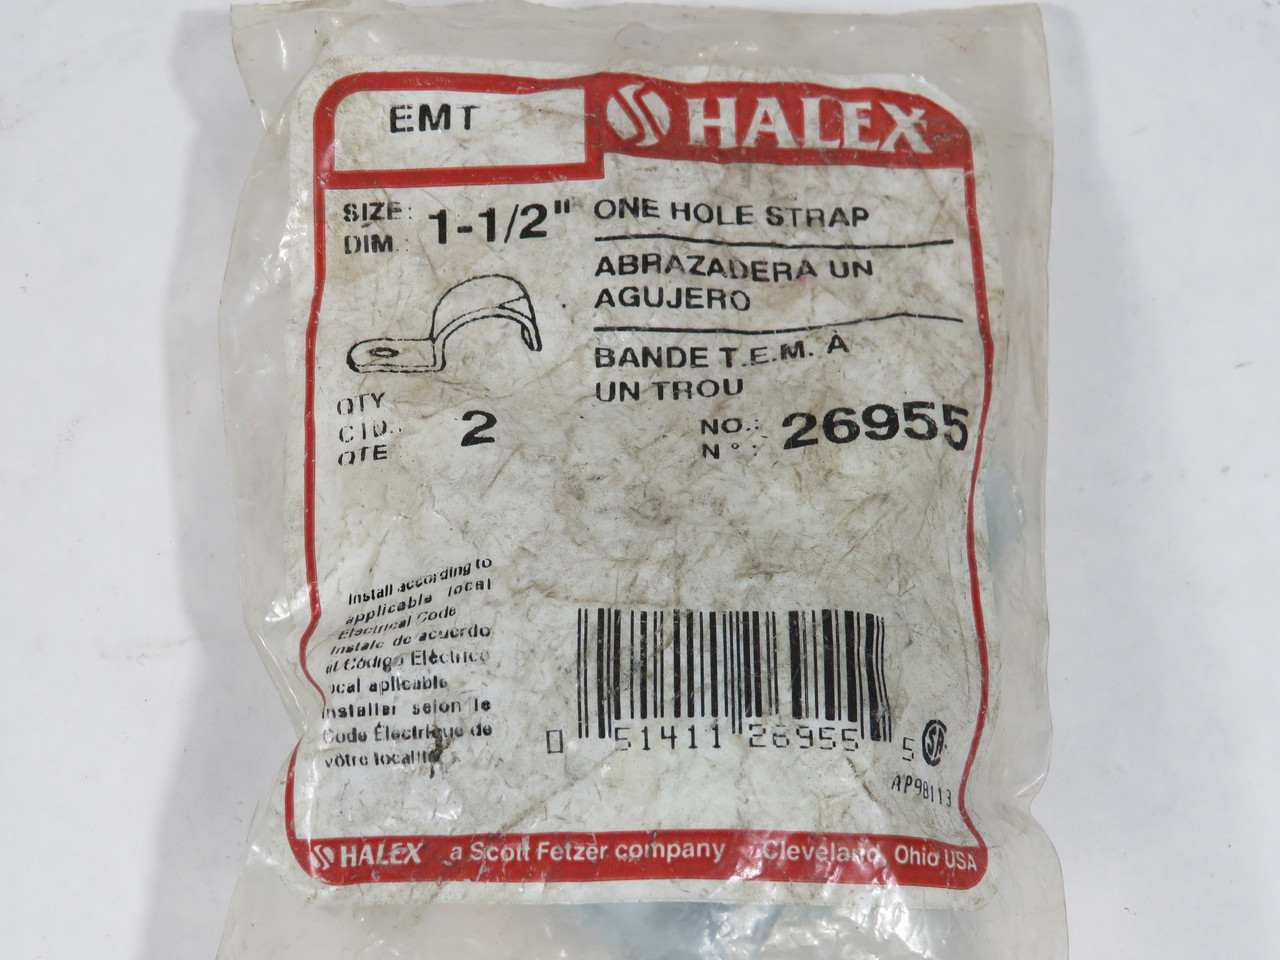 EMT
HALEX
SIZE: 1-1/2"
DIM.:
ONE HOLE STRAP
ABRAZADERA UN
AGUJERO
BANDE T.E.M. À
UN TROU
QTY
CTD.:
QTE
2
NO.: 26955
N°:
Install according to
applicable local
Electrical Code
Instale de acuerdo
al Código Eléctrico
local aplicable
Installer selon le
Code Électrique de
vôtre localité
0 51411 26955 5
AP98113
HALEX a Scott Fetzer company Cleveland, Ohio USA